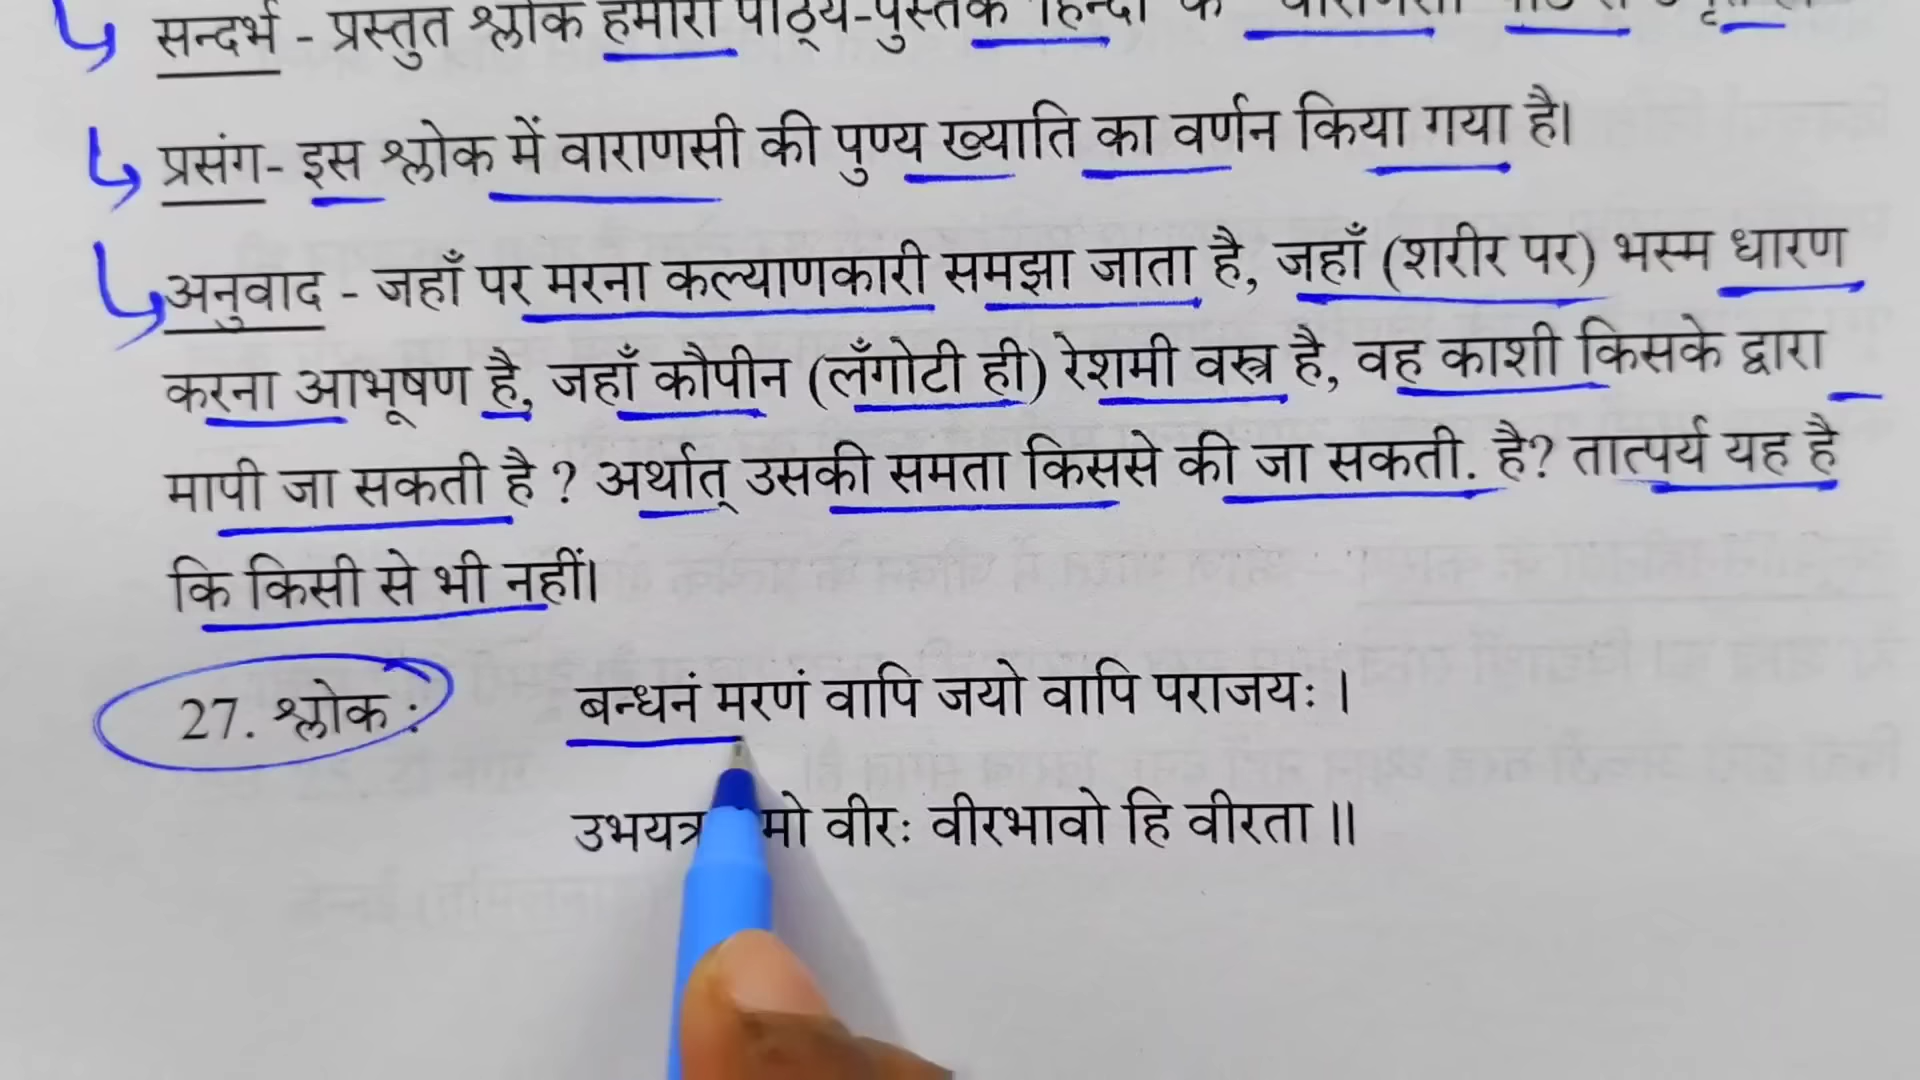 सन्दर्भ - प्रस्तुत श्लोक हमारी पाठ्य-पुस्तक हिन्दी के
प्रसंग- इस श्लोक में वाराणसी की पुण्य ख्याति का वर्णन किया गया है।
अनुवाद - जहाँ पर मरना कल्याणकारी समझा जाता है, जहाँ (शरीर पर) भस्म धारण
करना आभूषण है, जहाँ कौपीन (लँगोटी ही) रेशमी वस्त्र है, वह काशी किसके द्वारा
मापी जा सकती है ? अर्थात् उसकी समता किससे की जा सकती. है? तात्पर्य यह है
कि किसी से भी नहीं।
27. श्लोक : बन्धनं मरणं वापि जयो वापि पराजयः ।
उभयत्र मो वीरः वीरभावो हि वीरता ॥